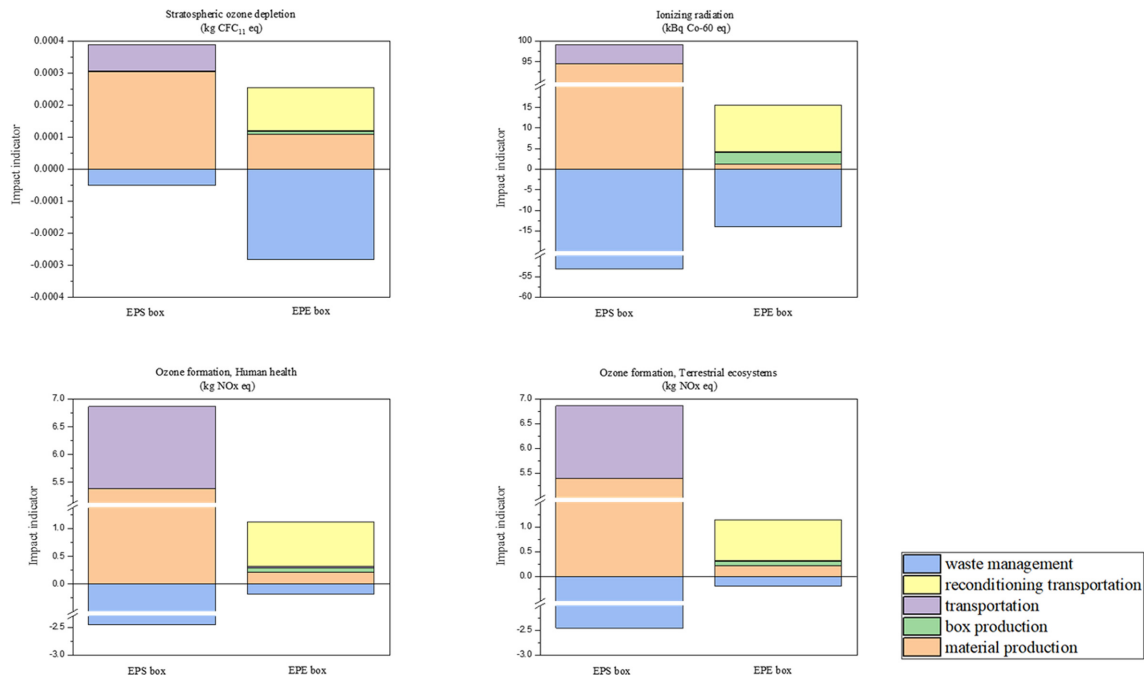 Stratospheric ozone depletion
(kg CFC₁₁ eq)
Impact indicator
0.0004
0.0003
0.0002
0.0001
0.0000
-0.0001
-0.0002
-0.0003
-0.0004
EPS box EPE box
Ionizing radiation
(kBq Co-60 eq)
Impact indicator
100
95
15
10
5
0
-5
-10
-15
-55
-60
EPS box EPE box
Ozone formation, Human health
(kg NOx eq)
Impact indicator
7.0
6.5
6.0
5.5
1.0
0.5
0.0
-2.5
-3.0
EPS box EPE box
Ozone formation, Terrestrial ecosystems
(kg NOx eq)
Impact indicator
7.0
6.5
6.0
5.5
1.0
0.5
0.0
-2.5
-3.0
EPS box EPE box
waste management
reconditioning transportation
transportation
box production
material production